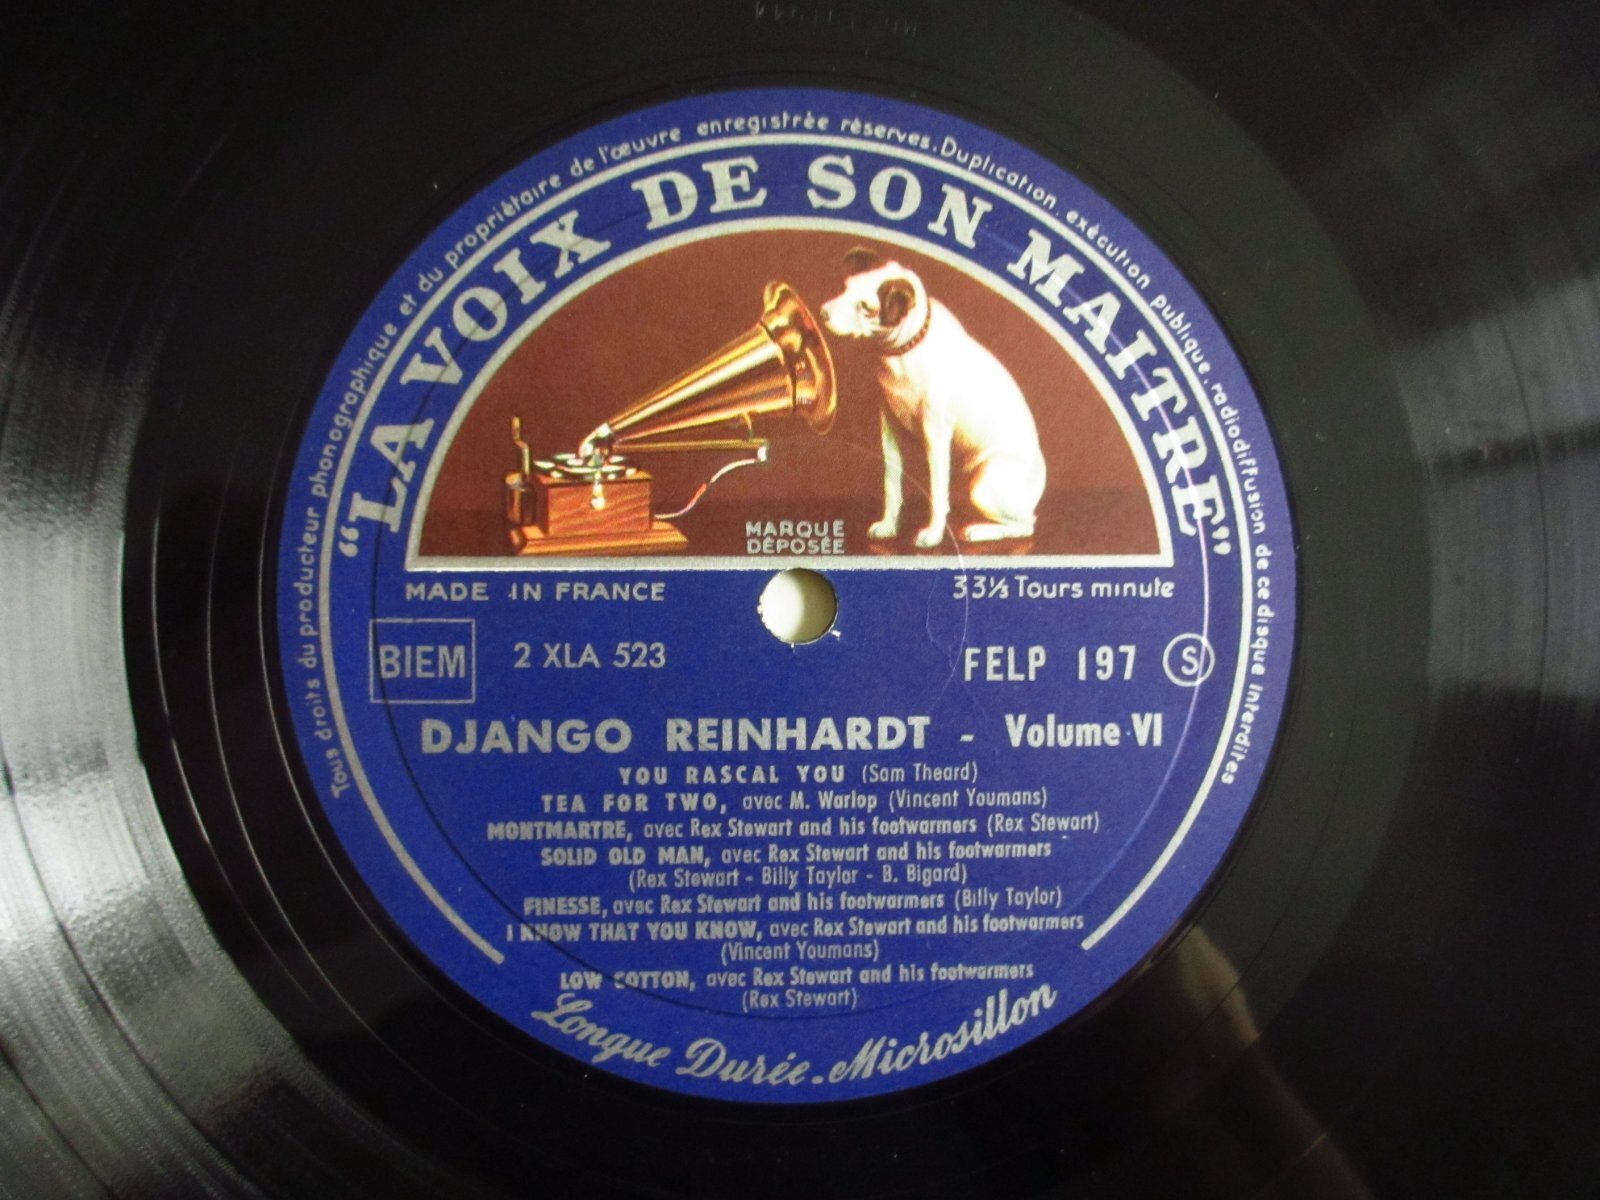 Tous droits du producteur phonographique et du propriétaire de l'œuvre enregistrée réservés. Duplication. exécution publique. radiodiffusion de ce disque interdites
“LA VOIX DE SON MAITRE”
MARQUE
DÉPOSÉE
MADE IN FRANCE 33⅓ Tours minute
BIEM 2 XLA 523 FELP 197 S
DJANGO REINHARDT - Volume VI
YOU RASCAL YOU (Sam Theard)
TEA FOR TWO, avec M. Warlop (Vincent Youmans)
MONTMARTRE, avec Rex Stewart and his footwarmers (Rex Stewart)
SOLID OLD MAN, avec Rex Stewart and his footwarmers
(Rex Stewart - Billy Taylor - B. Bigard)
FINESSE, avec Rex Stewart and his footwarmers (Billy Taylor)
I KNOW THAT YOU KNOW, avec Rex Stewart and his footwarmers
(Vincent Youmans)
LOW COTTON, avec Rex Stewart and his footwarmers
(Rex Stewart)
Longue Durée - Microsillon